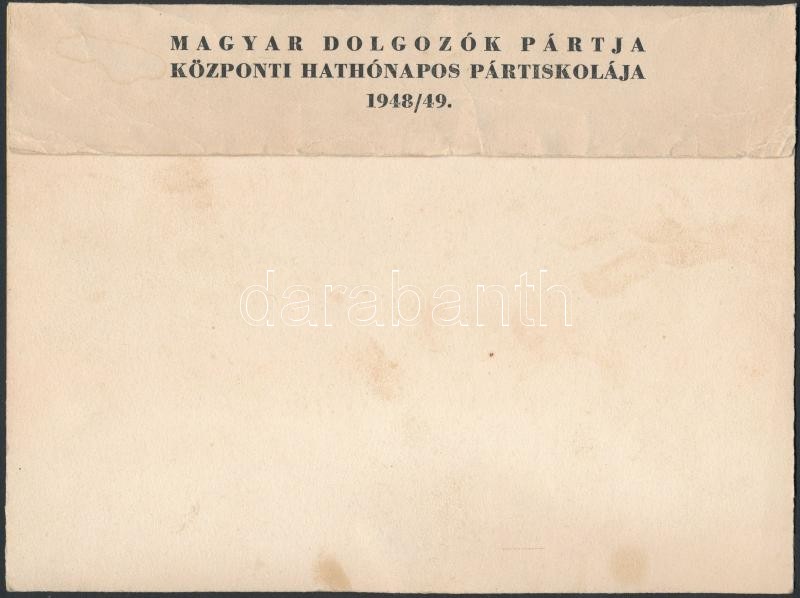 MAGYAR DOLGOZÓK PÁRTJA
KÖZPONTI HATHÓNAPOS PÁRTISKOLÁJA
1948/49.
darabanth